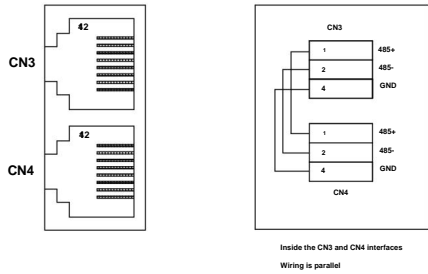 42
CN3
42
CN4
CN3
1 485+
2 485-
4 GND
1 485+
2 485-
4 GND
CN4
Inside the CN3 and CN4 interfaces
Wiring is parallel